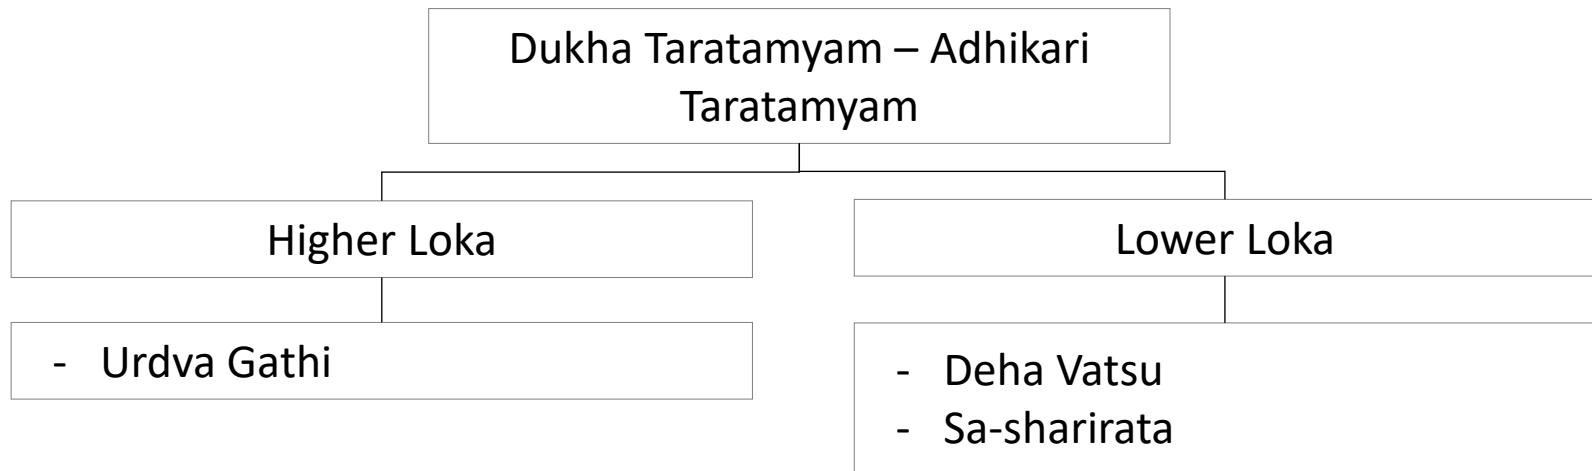 Dukha Taratamyam – Adhikari
Taratamyam
Higher Loka
Lower Loka
- Urdva Gathi
- Deha Vatsu
- Sa-sharirata